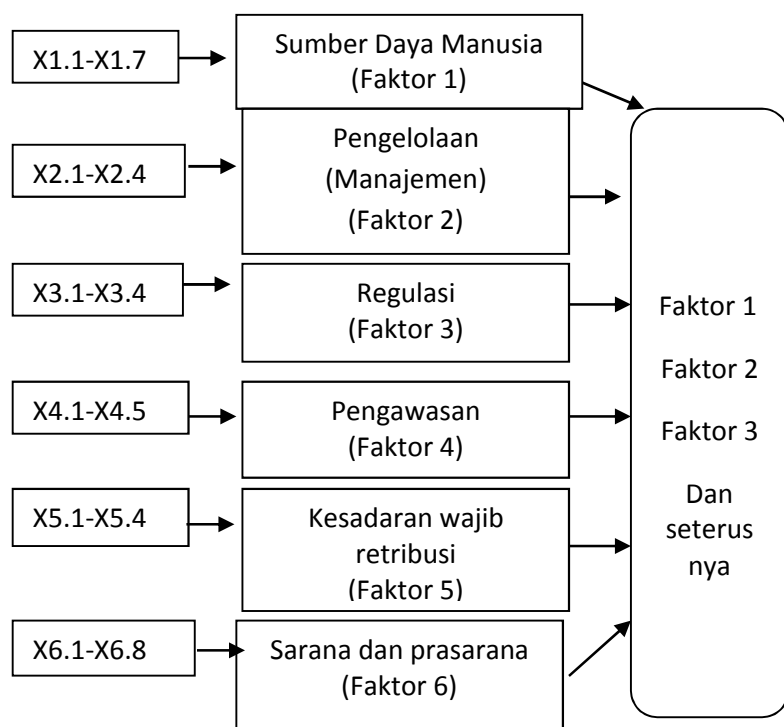 X1.1-X1.7
Sumber Daya Manusia
(Faktor 1)
X2.1-X2.4
Pengelolaan
(Manajemen)
(Faktor 2)
X3.1-X3.4
Regulasi
(Faktor 3)
X4.1-X4.5
Pengawasan
(Faktor 4)
X5.1-X5.4
Kesadaran wajib
retribusi
(Faktor 5)
X6.1-X6.8
Sarana dan prasarana
(Faktor 6)
Faktor 1
Faktor 2
Faktor 3
Dan
seterus
nya